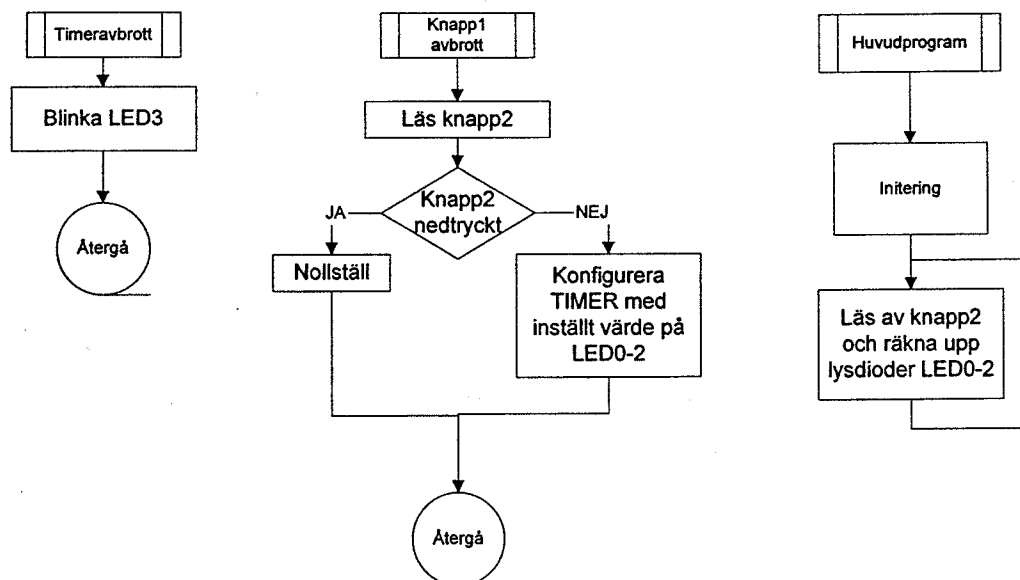 Timeravbrott
Blinka LED3
Återgå
Knapp1
avbrott
Läs knapp2
Knapp2
nedtryckt
JA
NEJ
Nollställ
Konfigurera
TIMER med
inställt värde på
LED0-2
Återgå
Huvudprogram
Initering
Läs av knapp2
och räkna upp
lysdioder LED0-2